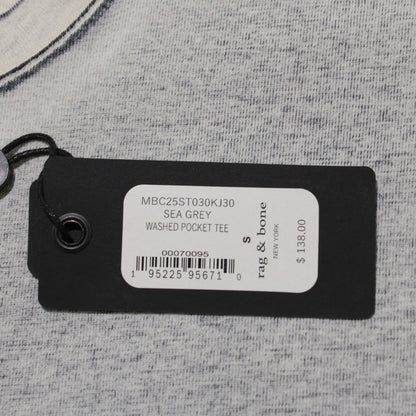 MBC25ST030KJ30
SEA GREY
WASHED POCKET TEE
00070095
1 95225 95671 0
S
rag & bone
NEW YORK
$ 138.00